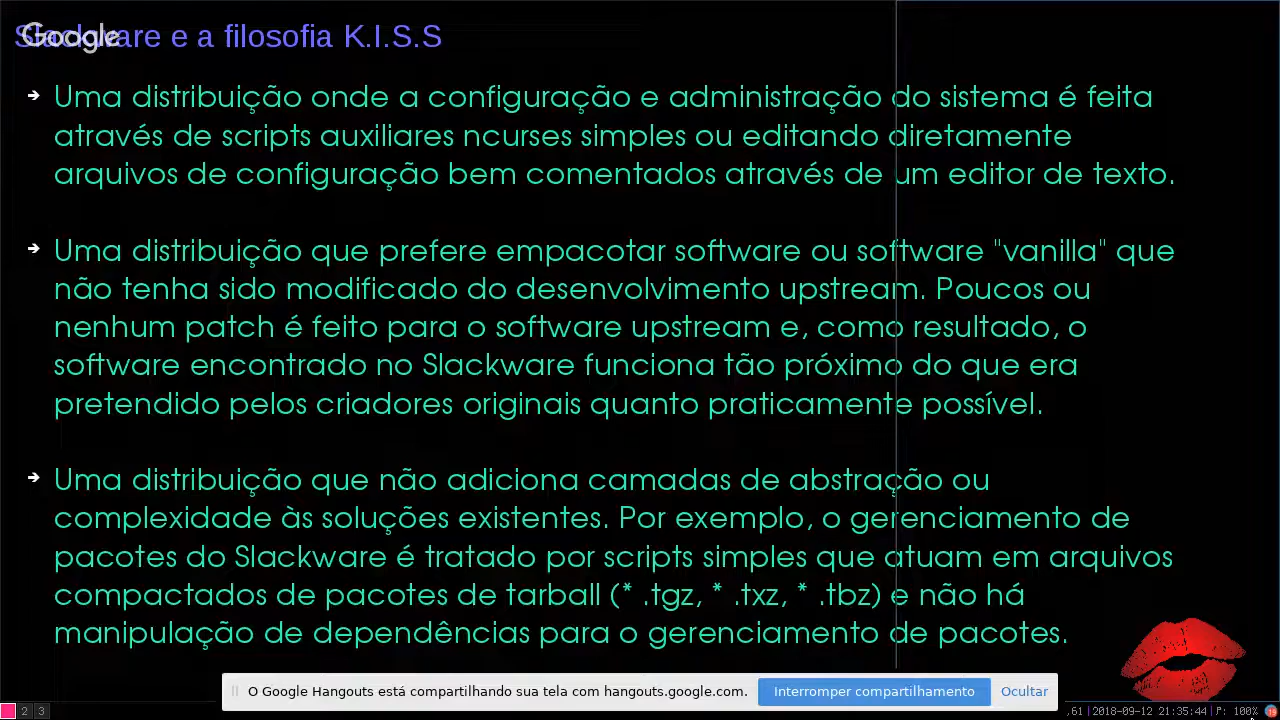 Slackware e a filosofia K.I.S.S
Google
Uma distribuição onde a configuração e administração do sistema é feita
através de scripts auxiliares ncurses simples ou editando diretamente
arquivos de configuração bem comentados através de um editor de texto.
Uma distribuição que prefere empacotar software ou software "vanilla" que
não tenha sido modificado do desenvolvimento upstream. Poucos ou
nenhum patch é feito para o software upstream e, como resultado, o
software encontrado no Slackware funciona tão próximo do que era
pretendido pelos criadores originais quanto praticamente possível.
Uma distribuição que não adiciona camadas de abstração ou
complexidade às soluções existentes. Por exemplo, o gerenciamento de
pacotes do Slackware é tratado por scripts simples que atuam em arquivos
compactados de pacotes de tarball (* .tgz, * .txz, * .tbz) e não há
manipulação de dependências para o gerenciamento de pacotes.
O Google Hangouts está compartilhando sua tela com hangouts.google.com.
Interromper compartilhamento
Ocultar
2 3
,61 |2018-09-12 21:35:44| P: 100%